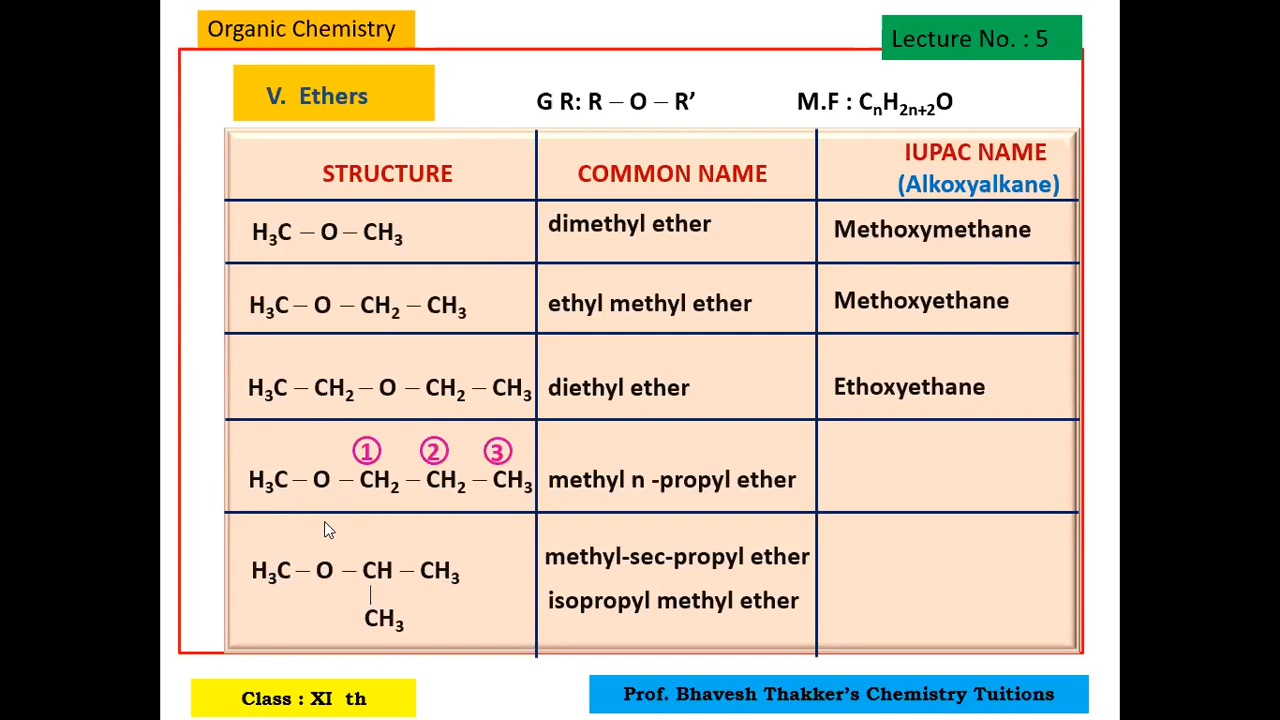 Organic Chemistry
Lecture No. : 5
V. Ethers
G R: R – O – R’
M.F : CₙH₂ₙ₊₂O
STRUCTURE
COMMON NAME
IUPAC NAME
(Alkoxyalkane)
H₃C – O – CH₃
dimethyl ether
Methoxymethane
H₃C – O – CH₂ – CH₃
ethyl methyl ether
Methoxyethane
H₃C – CH₂ – O – CH₂ – CH₃
diethyl ether
Ethoxyethane
① ② ③
H₃C – O – CH₂ – CH₂ – CH₃
methyl n -propyl ether
H₃C – O – CH – CH₃
|
CH₃
methyl-sec-propyl ether
isopropyl methyl ether
Class : XI th
Prof. Bhavesh Thakker’s Chemistry Tuitions